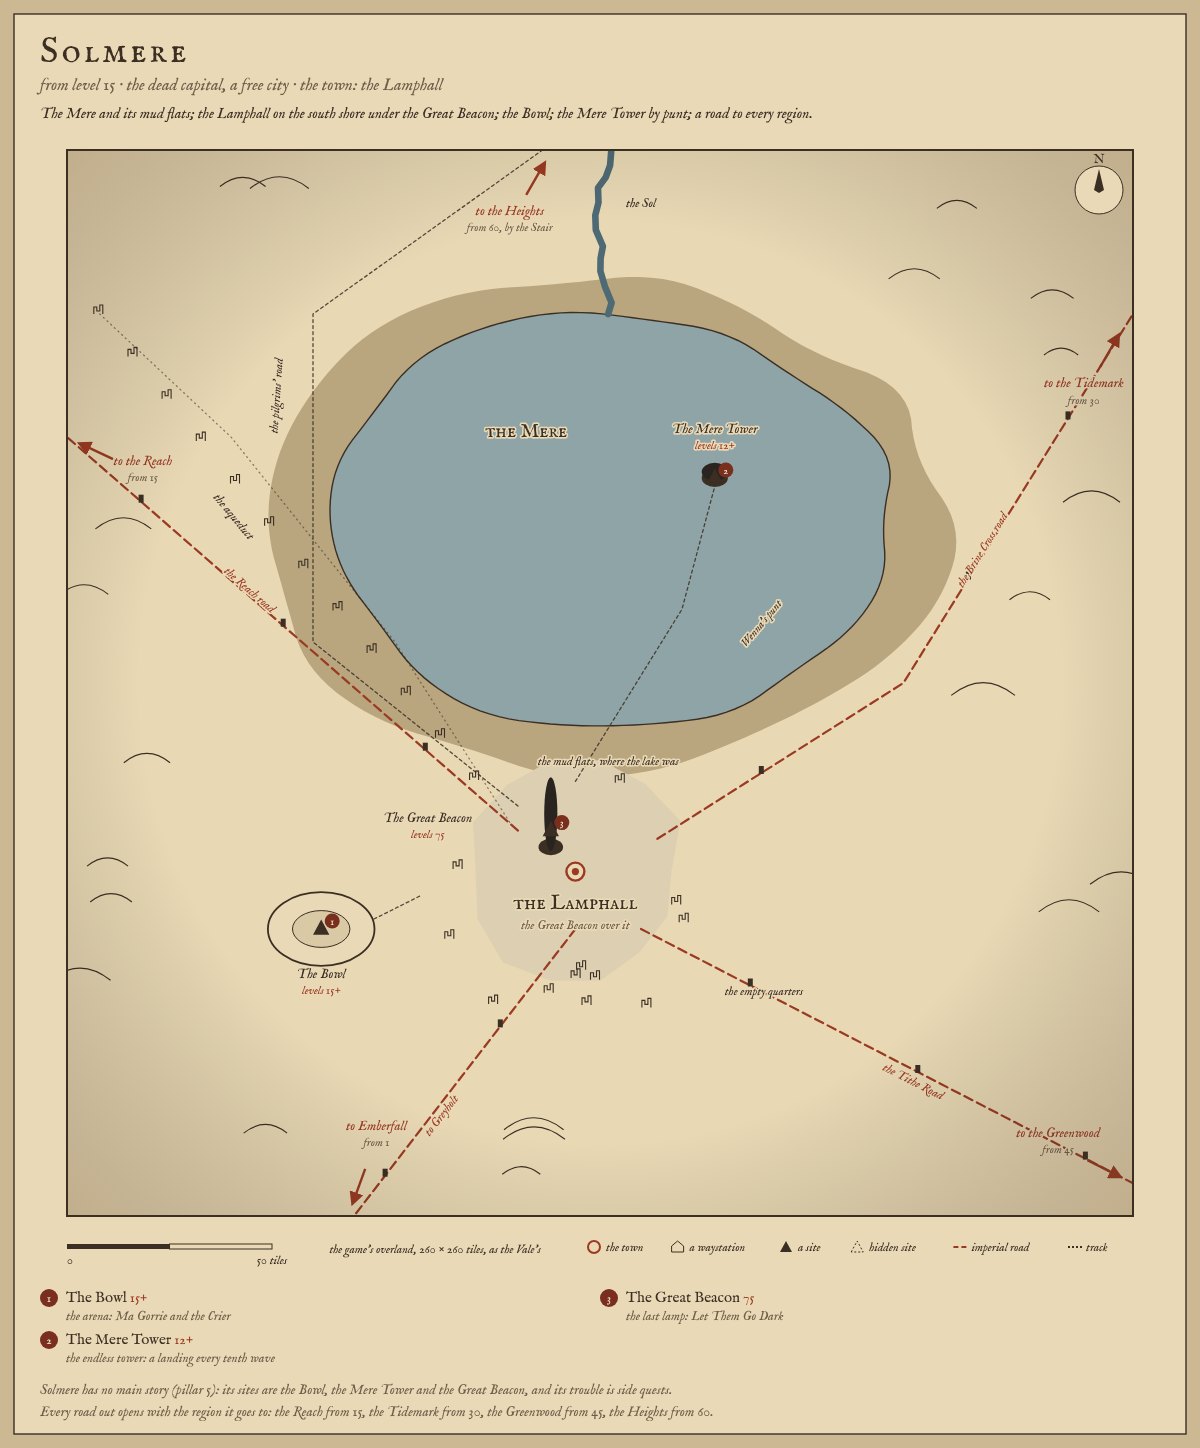 Solmere
from level 15 · the dead capital, a free city · the town: the Lamphall
The Mere and its mud flats; the Lamphall on the south shore under the Great Beacon; the Bowl; the Mere Tower by punt; a road to every region.
N
the Sol
to the Heights
from 60, by the Stair
the pilgrims' road
to the Tidemark
from 30
the Mere
The Mere Tower
levels 12+
2
to the Reach
from 15
the aqueduct
the Brine Cross road
the Reach road
Wenna's punt
the mud flats, where the lake was
The Great Beacon
levels 75
3
the Lamphall
the Great Beacon over it
1
The Bowl
levels 15+
the empty quarters
the Tithe Road
to Greyholt
to Emberfall
from 1
to the Greenwood
from 45
0
50 tiles
the game's overland, 260 × 260 tiles, as the Vale's
the town
a waystation
a site
hidden site
imperial road
track
1 The Bowl 15+
the arena: Ma Gorrie and the Crier
2 The Mere Tower 12+
the endless tower: a landing every tenth wave
3 The Great Beacon 75
the last lamp: Let Them Go Dark
Solmere has no main story (pillar 5): its sites are the Bowl, the Mere Tower and the Great Beacon, and its trouble is side quests.
Every road out opens with the region it goes to: the Reach from 15, the Tidemark from 30, the Greenwood from 45, the Heights from 60.